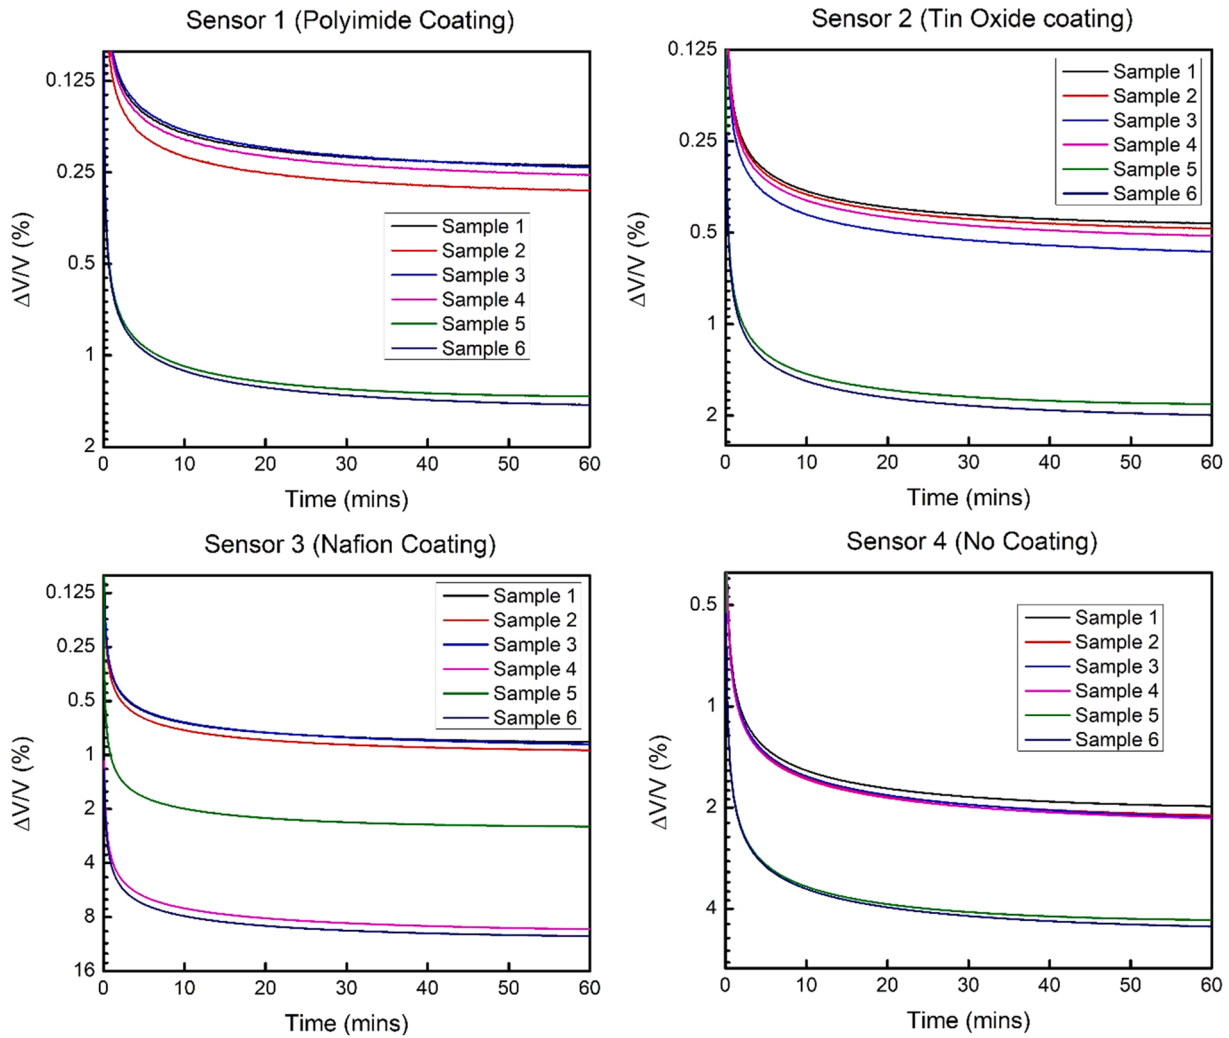 Sensor 1 (Polyimide Coating)
0.125
0.25
0.5
1
2
ΔV/V (%)
Sample 1
Sample 2
Sample 3
Sample 4
Sample 5
Sample 6
0 10 20 30 40 50 60
Time (mins)
Sensor 2 (Tin Oxide coating)
0.125
0.25
0.5
1
2
ΔV/V (%)
Sample 1
Sample 2
Sample 3
Sample 4
Sample 5
Sample 6
0 10 20 30 40 50 60
Time (mins)
Sensor 3 (Nafion Coating)
0.125
0.25
0.5
1
2
4
8
16
ΔV/V (%)
Sample 1
Sample 2
Sample 3
Sample 4
Sample 5
Sample 6
0 10 20 30 40 50 60
Time (mins)
Sensor 4 (No Coating)
0.5
1
2
4
ΔV/V (%)
Sample 1
Sample 2
Sample 3
Sample 4
Sample 5
Sample 6
0 10 20 30 40 50 60
Time (mins)